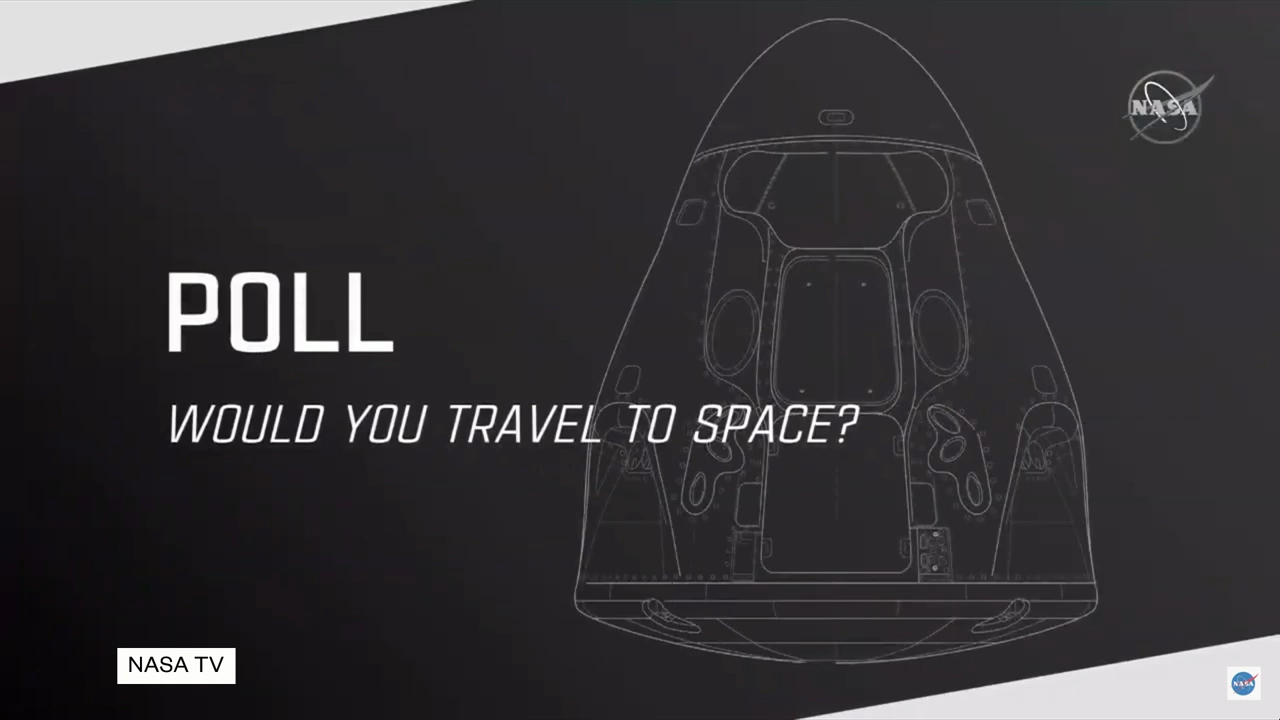 NASA
POLL
WOULD YOU TRAVEL TO SPACE?
NASA TV
NASA